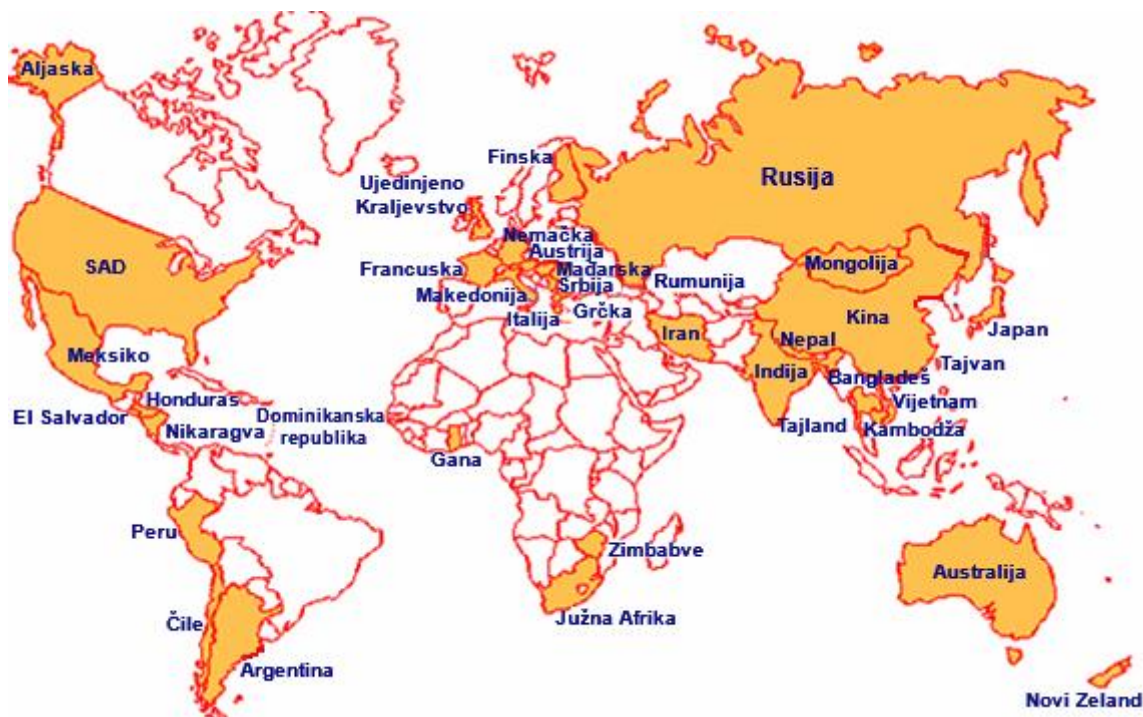 Aljaska
Finska
Rusija
Ujedinjeno
Kraljevstvo
Nemačka
Austrija
SAD
Francuska
Mađarska
Mongolija
Srbija
Rumunija
Makedonija
Grčka
Italija
Iran
Kina
Nepal
Japan
Meksiko
Tajvan
Indija
Bangladeš
Honduras
Vijetnam
El Salvador
Dominikanska
republika
Tajland
Kambodža
Nikaragva
Gana
Peru
Zimbabve
Australija
Čile
Južna Afrika
Argentina
Novi Zeland